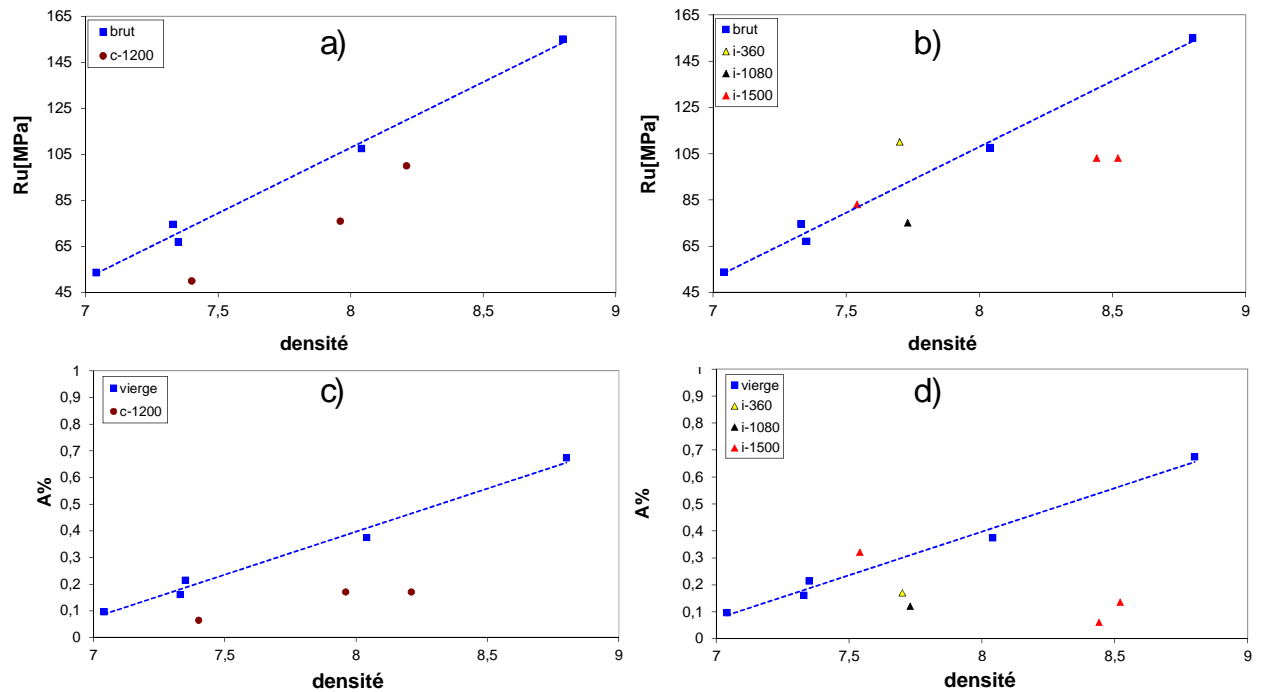 a)
brut
c-1200
165
145
125
105
85
65
45
Ru[MPa]
7
7,5
8
8,5
9
densité
b)
brut
i-360
i-1080
i-1500
165
145
125
105
85
65
45
Ru[MPa]
7
7,5
8
8,5
9
densité
c)
vierge
c-1200
1
0,9
0,8
0,7
0,6
0,5
0,4
0,3
0,2
0,1
0
A%
7
7,5
8
8,5
9
densité
d)
vierge
i-360
i-1080
i-1500
1
0,9
0,8
0,7
0,6
0,5
0,4
0,3
0,2
0,1
0
A%
7
7,5
8
8,5
9
densité